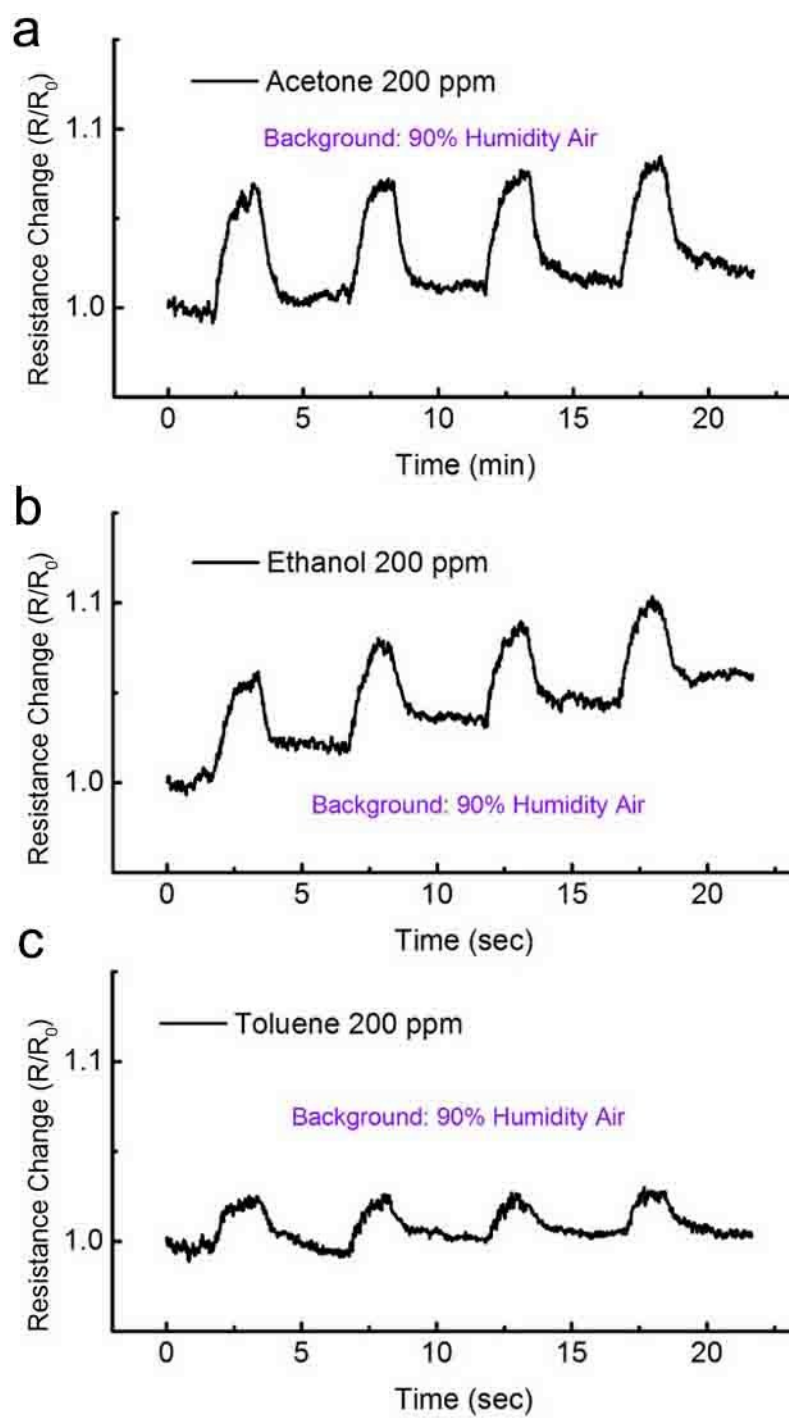 a
Acetone 200 ppm
Background: 90% Humidity Air
Resistance Change (R/R₀)
1.1
1.0
0 5 10 15 20
Time (min)
b
Ethanol 200 ppm
Resistance Change (R/R₀)
1.1
1.0
Background: 90% Humidity Air
0 5 10 15 20
Time (sec)
c
Toluene 200 ppm
Resistance Change (R/R₀)
1.1
Background: 90% Humidity Air
1.0
0 5 10 15 20
Time (sec)